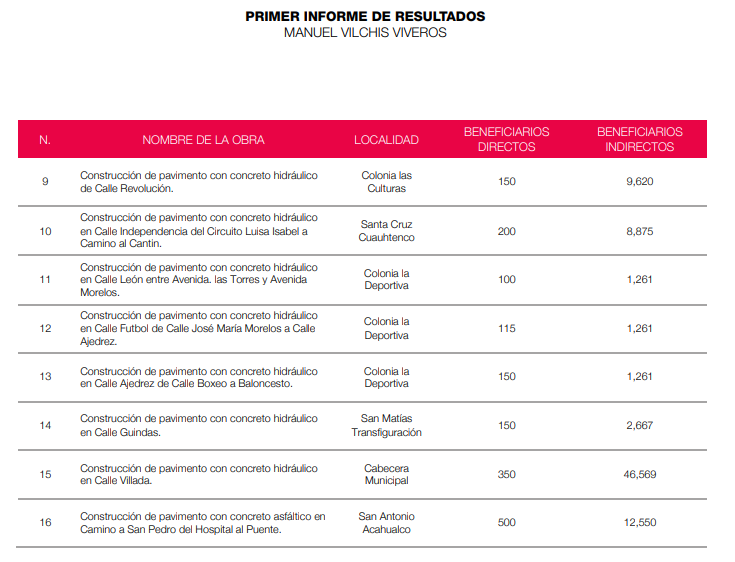 PRIMER INFORME DE RESULTADOS
MANUEL VILCHIS VIVEROS
N.
NOMBRE DE LA OBRA
LOCALIDAD
BENEFICIARIOS
DIRECTOS
BENEFICIARIOS
INDIRECTOS
9
Construcción de pavimento con concreto hidráulico
de Calle Revolución.
Colonia las
Culturas
150
9,620
10
Construcción de pavimento con concreto hidráulico
en Calle Independencia del Circuito Luisa Isabel a
Camino al Cantin.
Santa Cruz
Cuauhtenco
200
8,875
11
Construcción de pavimento con concreto hidráulico
en Calle León entre Avenida. las Torres y Avenida
Morelos.
Colonia la
Deportiva
100
1,261
12
Construcción de pavimento con concreto hidráulico
en Calle Futbol de Calle José María Morelos a Calle
Ajedrez.
Colonia la
Deportiva
115
1,261
13
Construcción de pavimento con concreto hidráulico
en Calle Ajedrez de Calle Boxeo a Baloncesto.
Colonia la
Deportiva
150
1,261
14
Construcción de pavimento con concreto hidráulico
en Calle Guindas.
San Matías
Transfiguración
150
2,667
15
Construcción de pavimento con concreto hidráulico
en Calle Villada.
Cabecera
Municipal
350
46,569
16
Construcción de pavimento con concreto asfáltico en
Camino a San Pedro del Hospital al Puente.
San Antonio
Acahualco
500
12,550